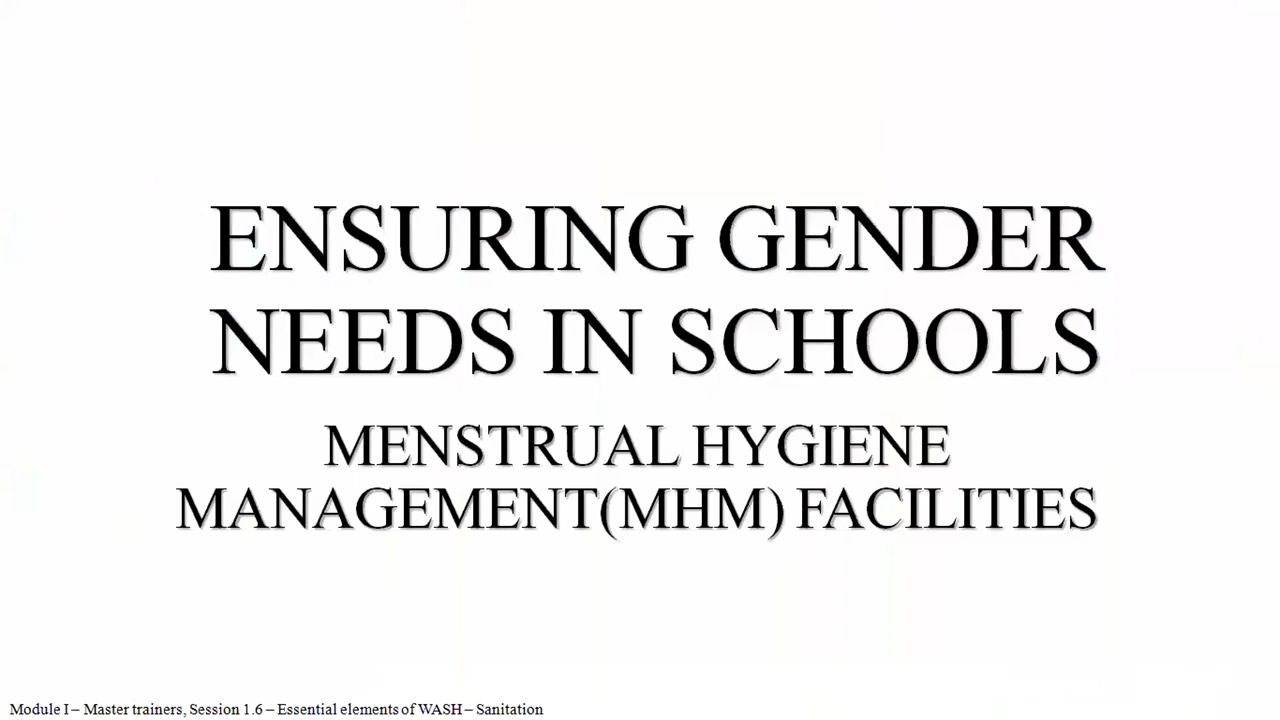 ENSURING GENDER
NEEDS IN SCHOOLS
MENSTRUAL HYGIENE
MANAGEMENT(MHM) FACILITIES
Module I – Master trainers, Session 1.6 – Essential elements of WASH – Sanitation